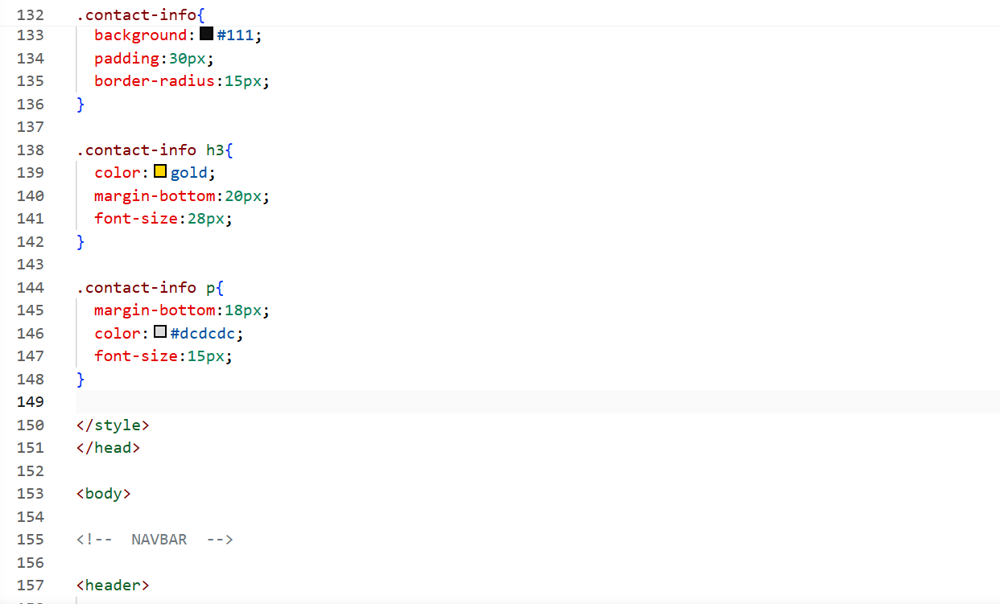 132 .contact-info{
133 background: #111;
134 padding:30px;
135 border-radius:15px;
136 }
137
138 .contact-info h3{
139 color: gold;
140 margin-bottom:20px;
141 font-size:28px;
142 }
143
144 .contact-info p{
145 margin-bottom:18px;
146 color: #dcdcdc;
147 font-size:15px;
148 }
149
150 </style>
151 </head>
152
153 <body>
154
155 <!--  NAVBAR  -->
156
157 <header>